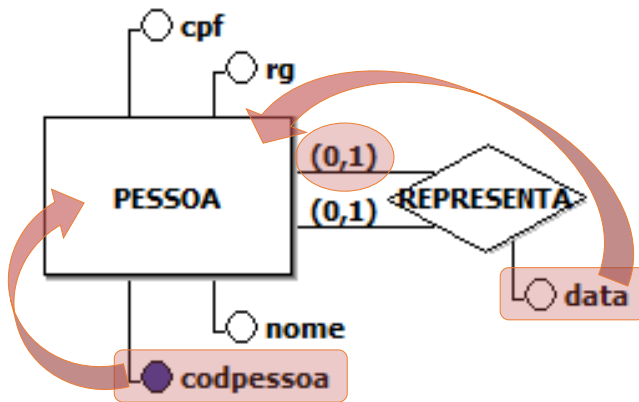 cpf
rg
(0,1)
PESSOA
REPRESENTA
(0,1)
data
nome
codpessoa